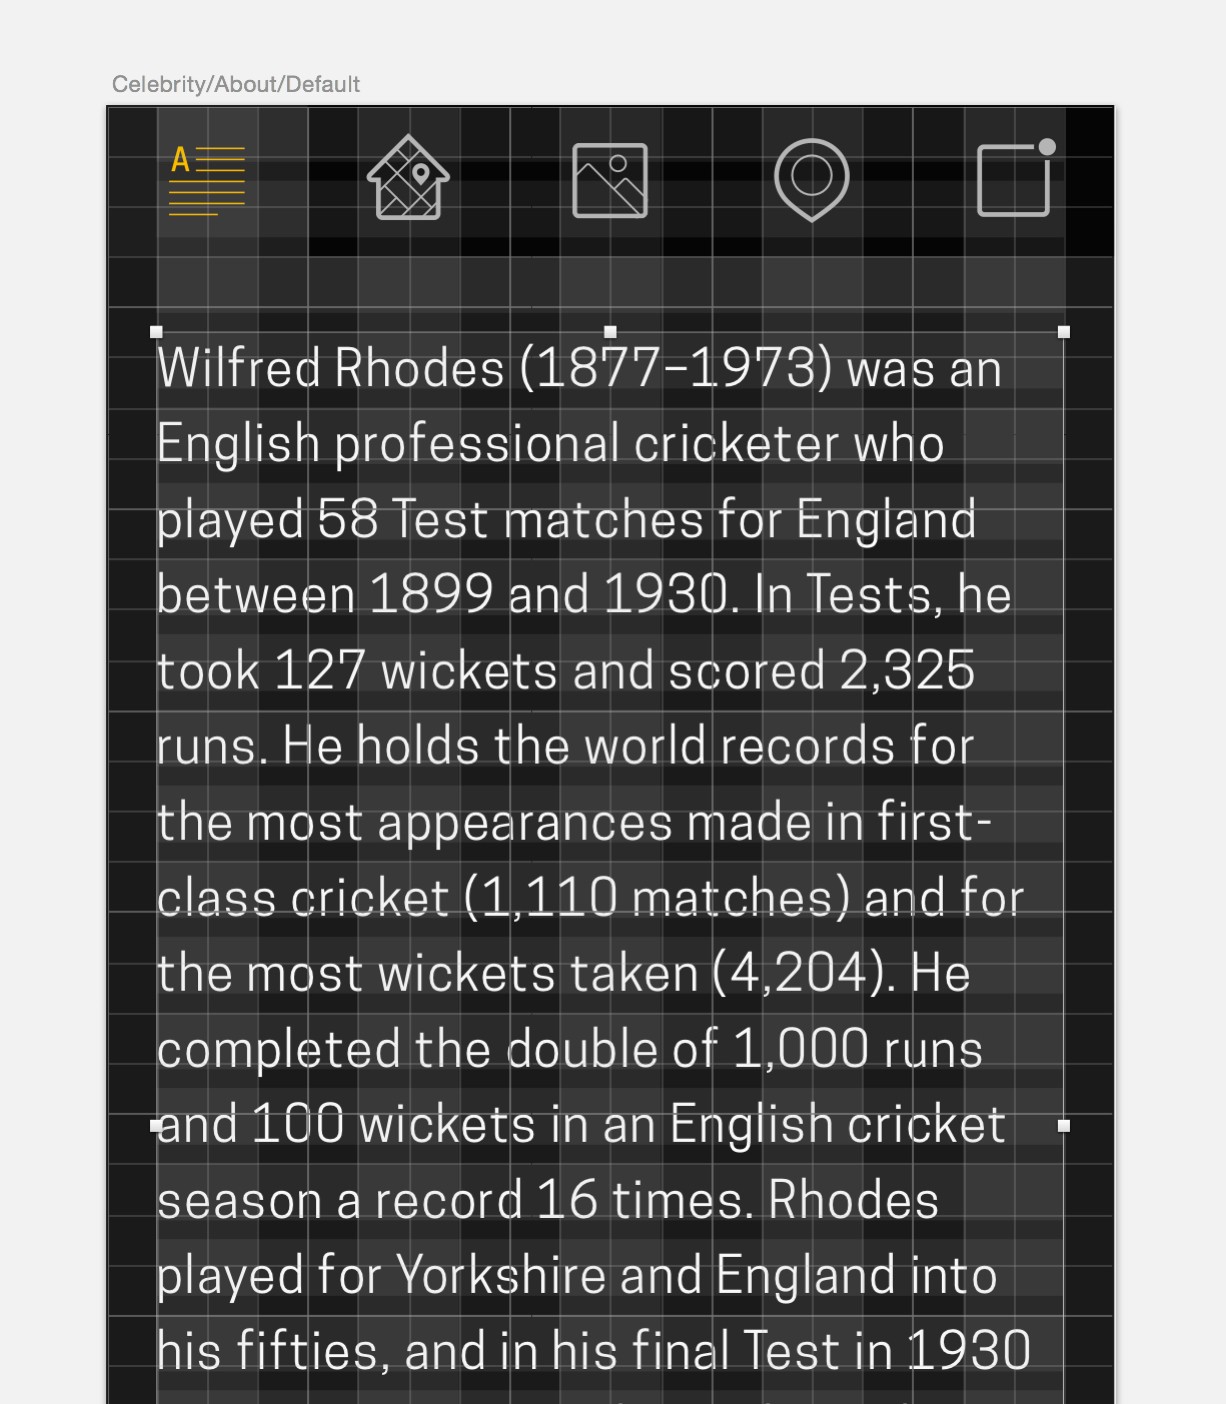 Celebrity/About/Default
A
Wilfred Rhodes (1877–1973) was an
English professional cricketer who
played 58 Test matches for England
between 1899 and 1930. In Tests, he
took 127 wickets and scored 2,325
runs. He holds the world records for
the most appearances made in first-
class cricket (1,110 matches) and for
the most wickets taken (4,204). He
completed the double of 1,000 runs
and 100 wickets in an English cricket
season a record 16 times. Rhodes
played for Yorkshire and England into
his fifties, and in his final Test in 1930